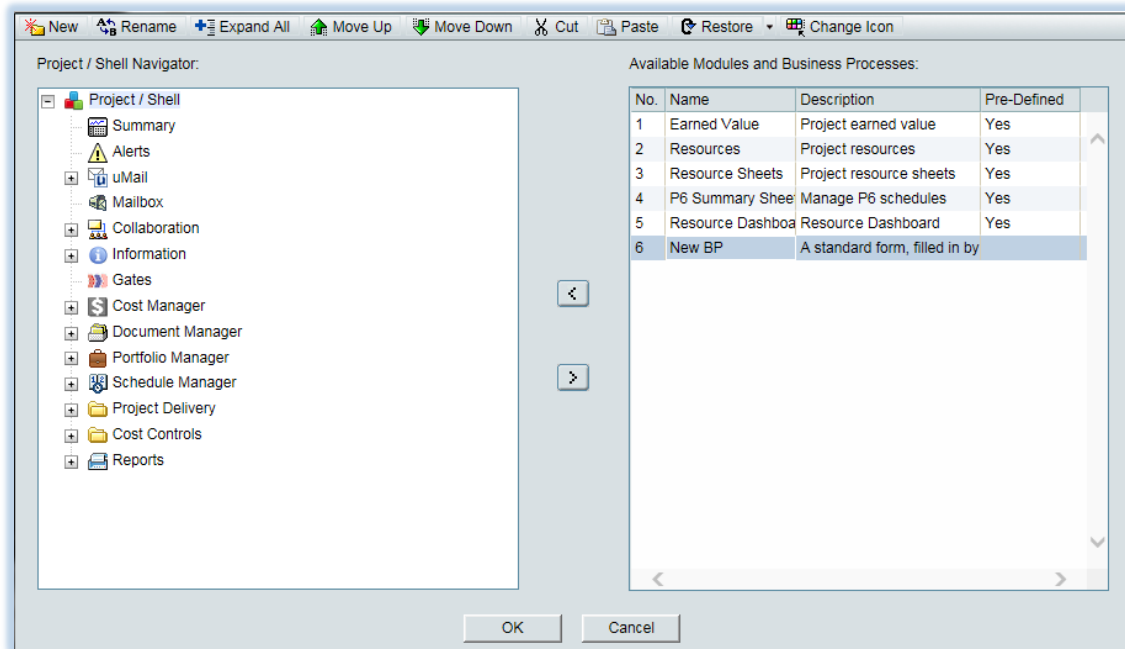 New Rename Expand All Move Up Move Down Cut Paste Restore Change Icon
Project / Shell Navigator:
Project / Shell
Summary
Alerts
uMail
Mailbox
Collaboration
Information
Gates
Cost Manager
Document Manager
Portfolio Manager
Schedule Manager
Project Delivery
Cost Controls
Reports
Available Modules and Business Processes:
No. Name Description Pre-Defined
1 Earned Value Project earned value Yes
2 Resources Project resources Yes
3 Resource Sheets Project resource sheets Yes
4 P6 Summary Shee Manage P6 schedules Yes
5 Resource Dashboa Resource Dashboard Yes
6 New BP A standard form, filled in by
<
>
OK Cancel